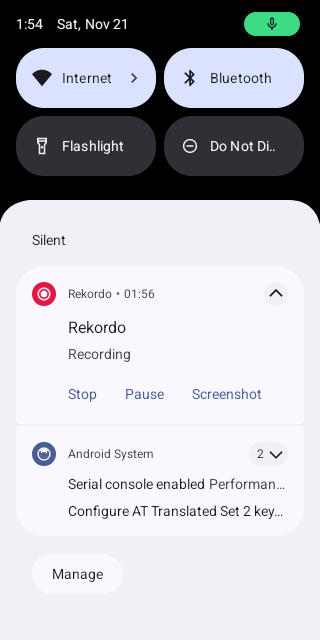 1:54 Sat, Nov 21
Internet
Bluetooth
Flashlight
Do Not Di..
Silent
Rekordo • 01:56
Rekordo
Recording
Stop Pause Screenshot
Android System 2
Serial console enabled Performan...
Configure AT Translated Set 2 key...
Manage